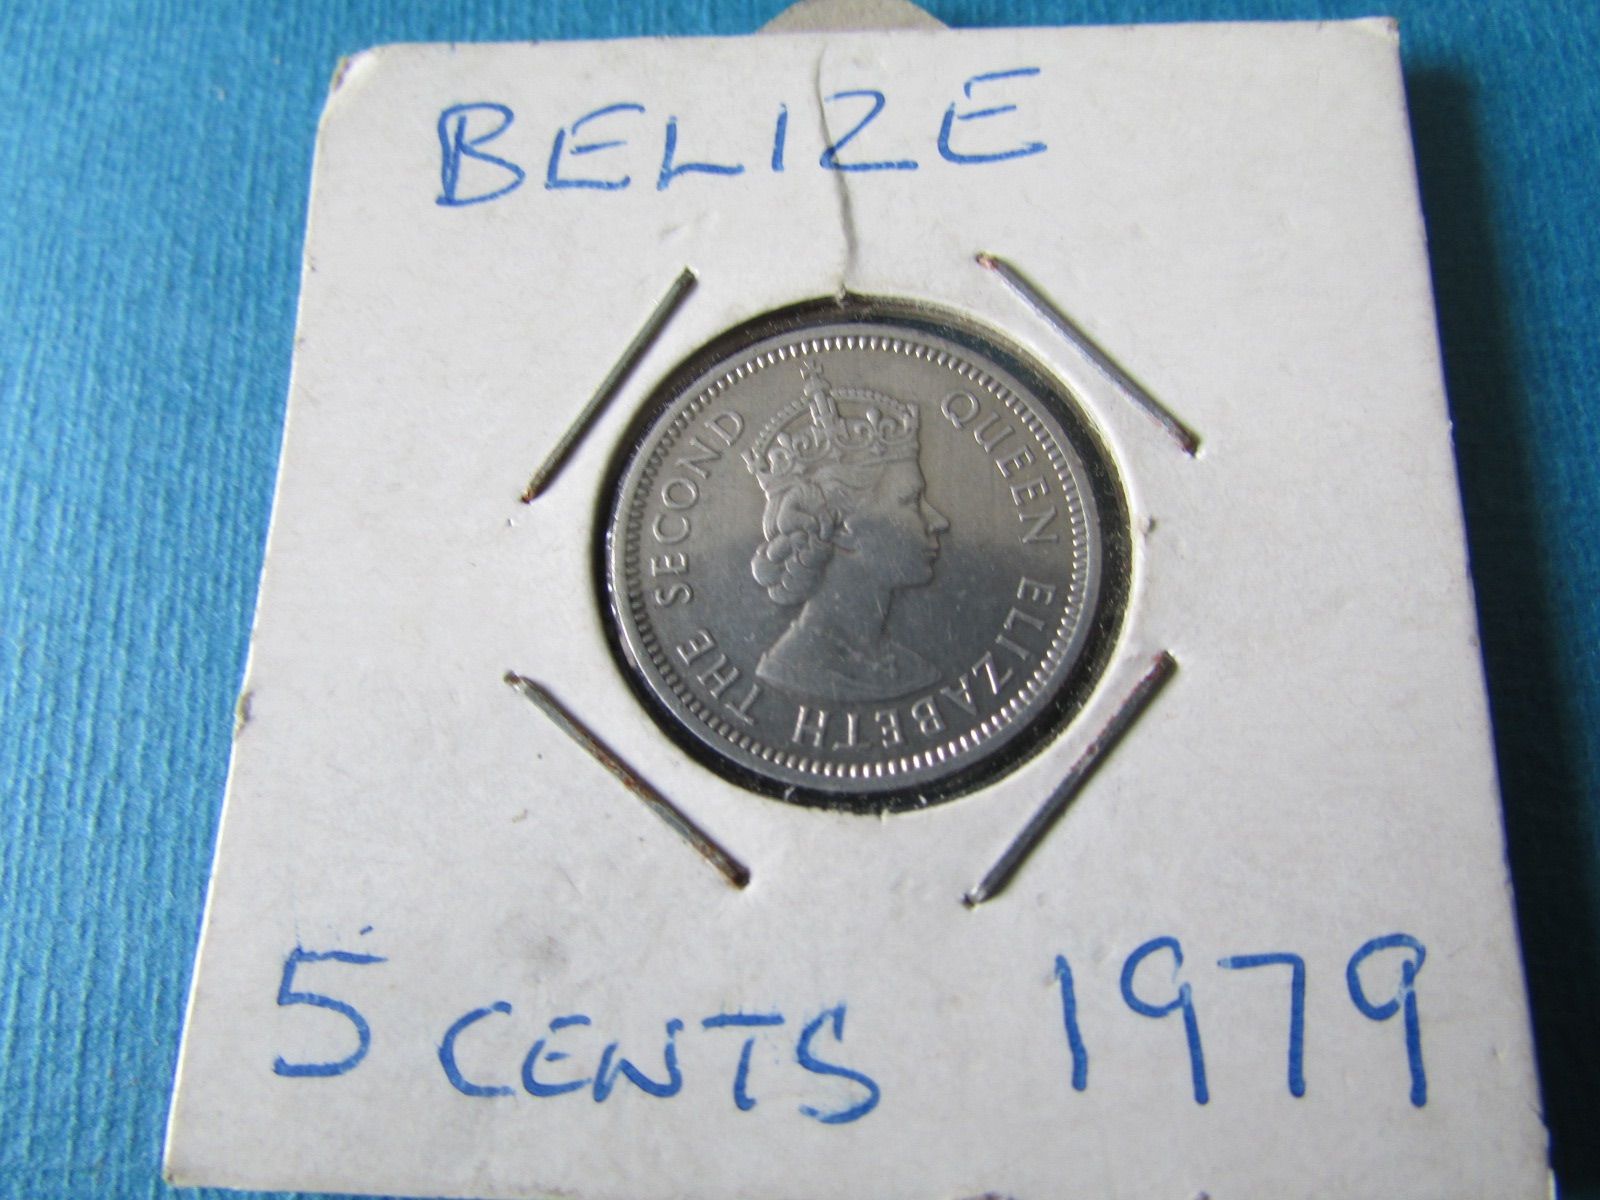 BELIZE
QUEEN ELIZABETH THE SECOND
5 CENTS 1979